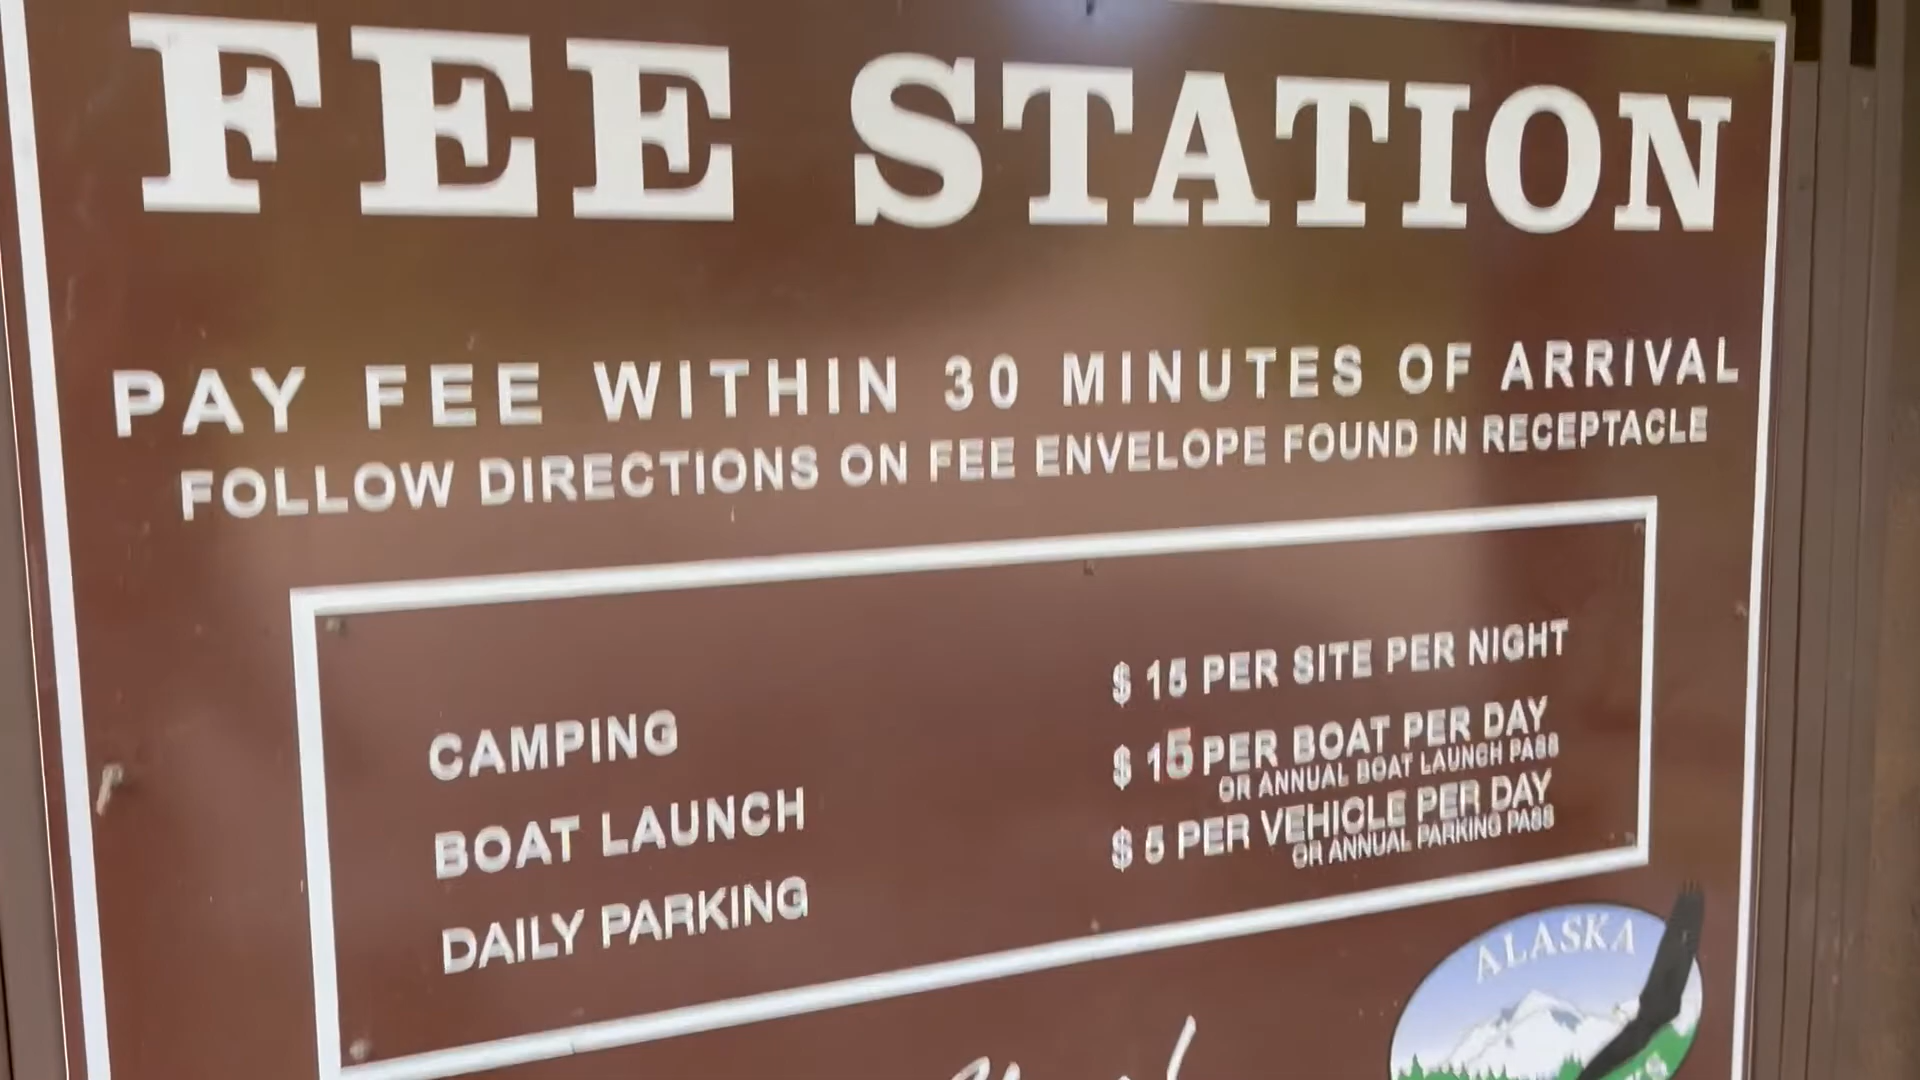 FEE STATION
PAY FEE WITHIN 30 MINUTES OF ARRIVAL
FOLLOW DIRECTIONS ON FEE ENVELOPE FOUND IN RECEPTACLE
CAMPING $ 15 PER SITE PER NIGHT
BOAT LAUNCH $ 15 PER BOAT PER DAY
OR ANNUAL BOAT LAUNCH PASS
DAILY PARKING $ 5 PER VEHICLE PER DAY
OR ANNUAL PARKING PASS
ALASKA